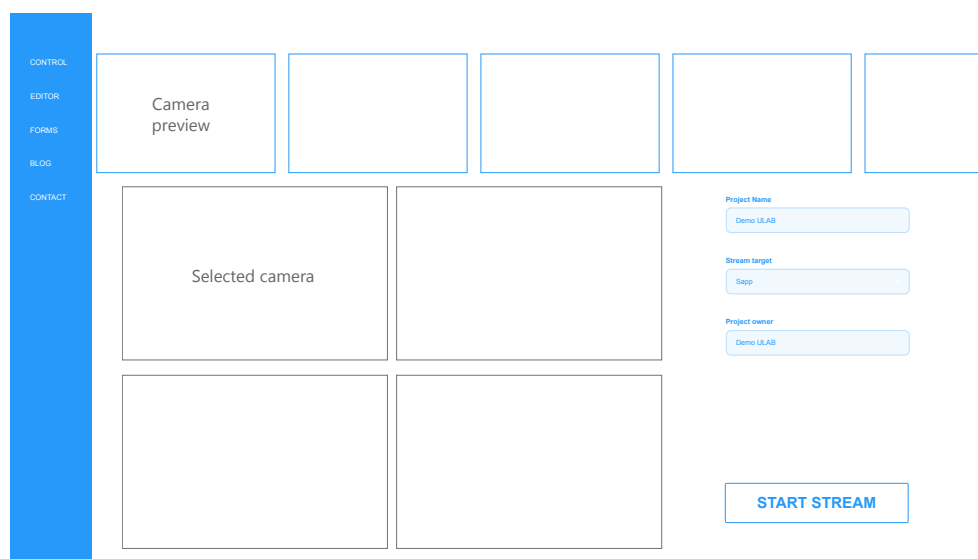 CONTROL
EDITOR
FORMS
BLOG
CONTACT
Camera
preview
Selected camera
Project Name
Demo ULAB
Stream target
Sapp
Project owner
Demo ULAB
START STREAM